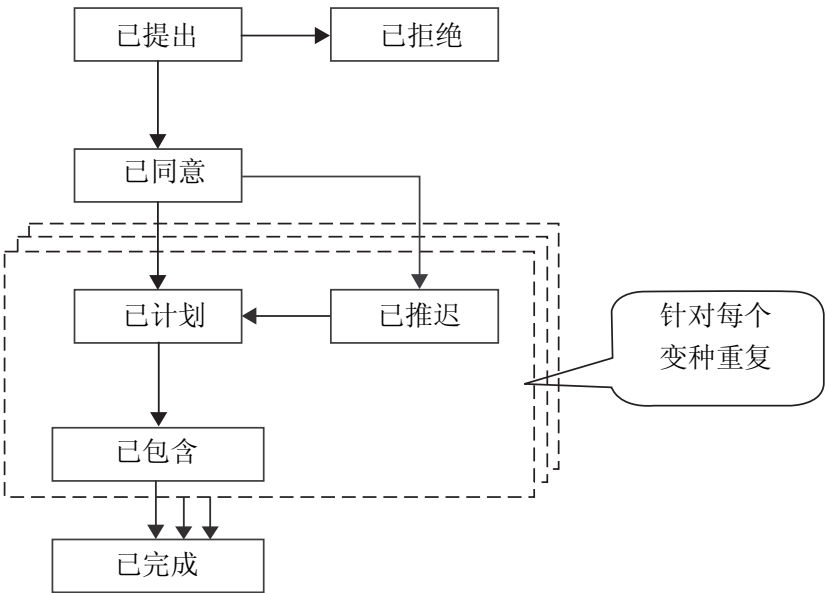 已提出
已拒绝
已同意
已计划
已推迟
针对每个
变种重复
已包含
已完成